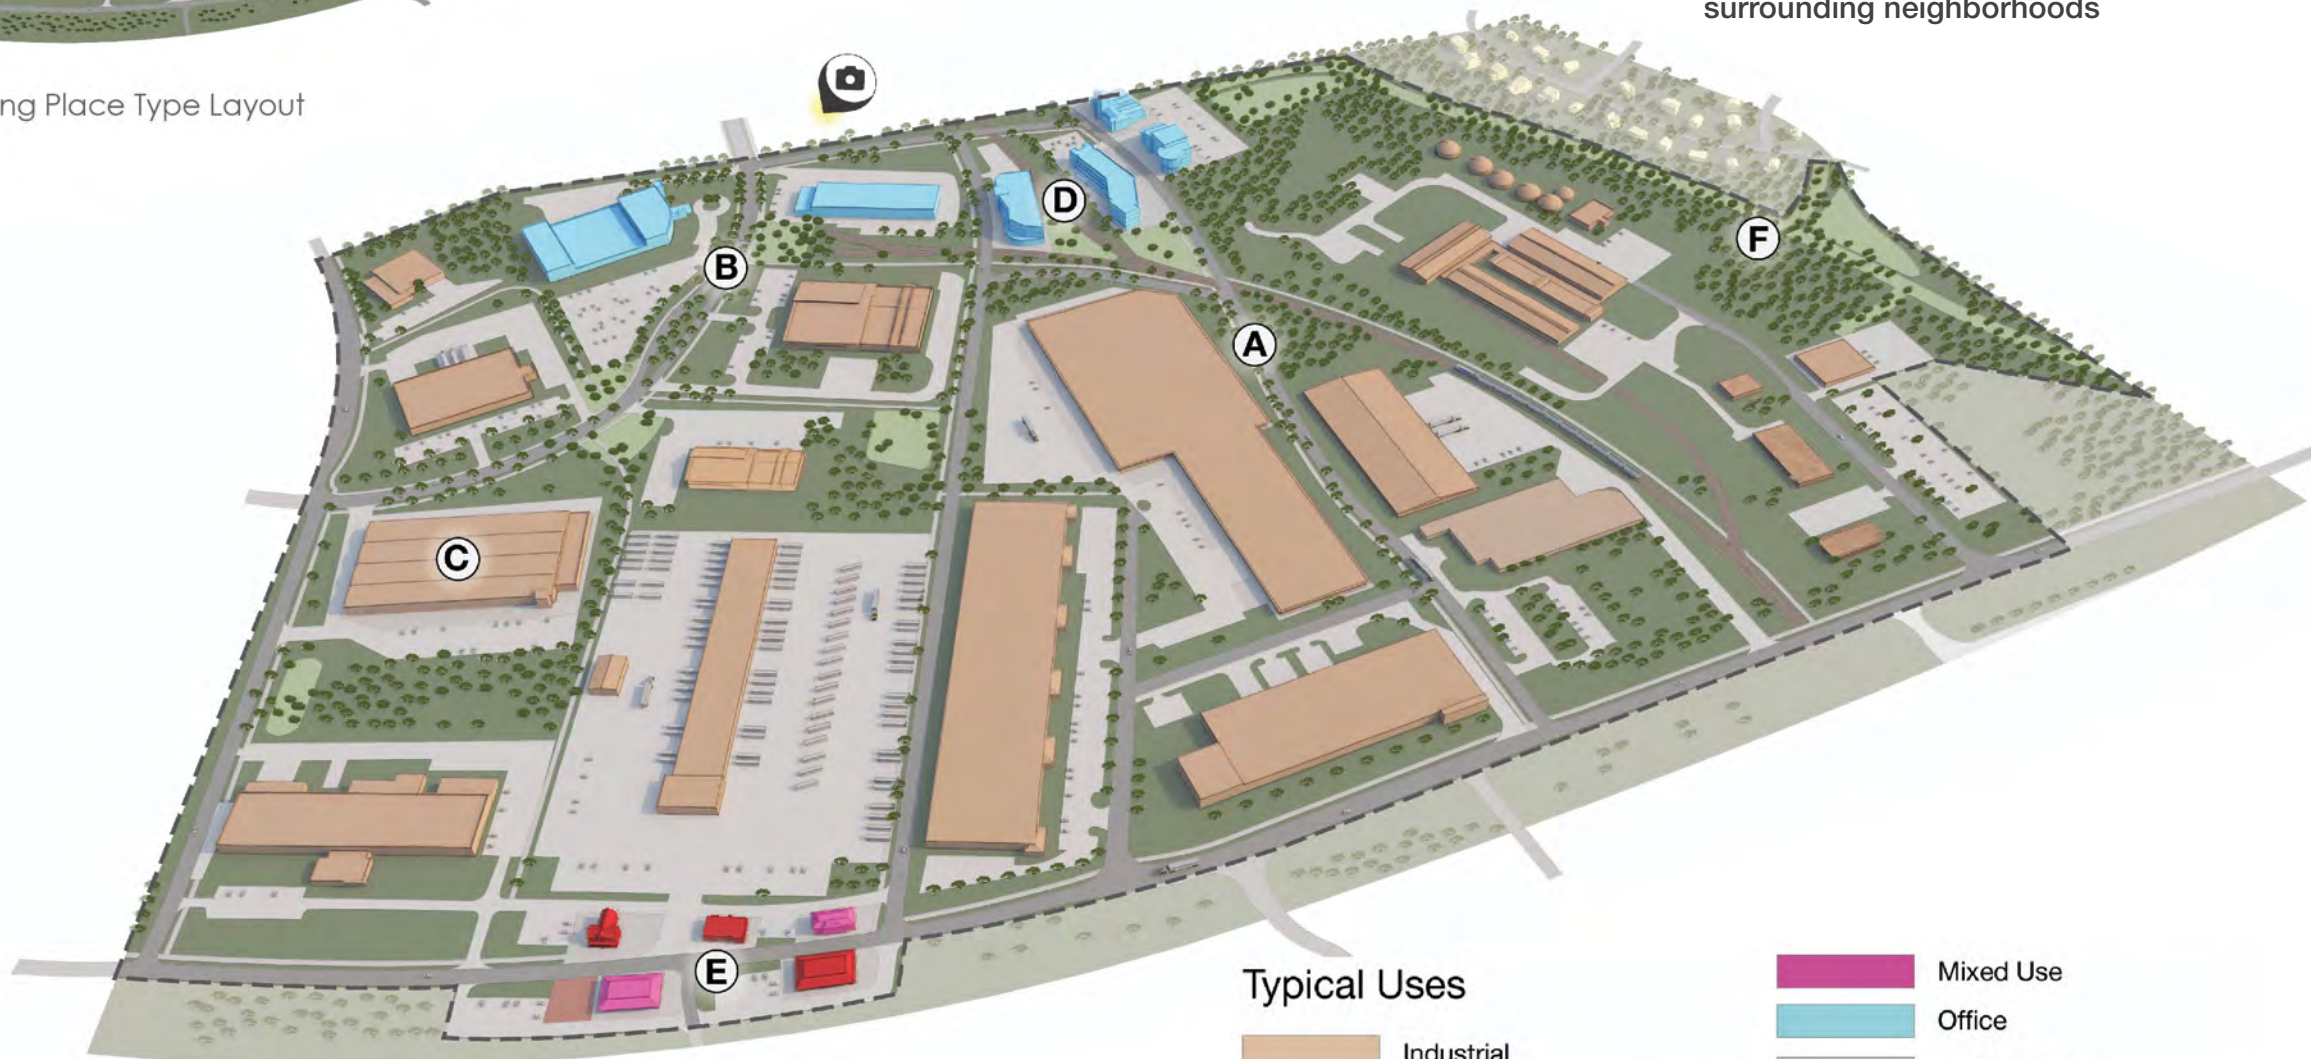 surrounding neighborhoods
ng Place Type Layout
D
F
B
A
C
E
Typical Uses
Mixed Use
Office
Industrial